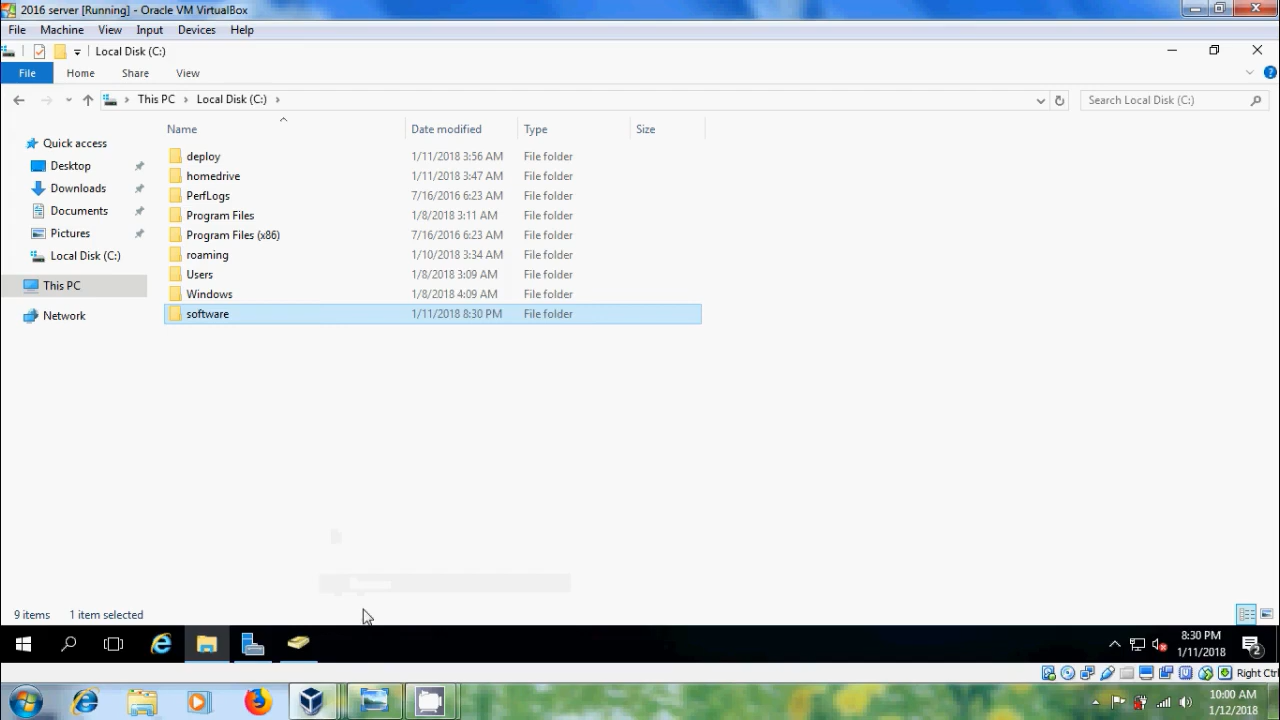 2016 server [Running] - Oracle VM VirtualBox
File Machine View Input Devices Help
Local Disk (C:)
File Home Share View
This PC Local Disk (C:) Search Local Disk (C:)
Name Date modified Type Size
Quick access
Desktop
Downloads
Documents
Pictures
Local Disk (C:)
This PC
Network
deploy 1/11/2018 3:56 AM File folder
homedrive 1/11/2018 3:47 AM File folder
PerfLogs 7/16/2016 6:23 AM File folder
Program Files 1/8/2018 3:11 AM File folder
Program Files (x86) 7/16/2016 6:23 AM File folder
roaming 1/10/2018 3:34 AM File folder
Users 1/8/2018 3:09 AM File folder
Windows 1/8/2018 4:09 AM File folder
software 1/11/2018 8:30 PM File folder
9 items 1 item selected
8:30 PM
1/11/2018
2
Right Ctrl
10:00 AM
1/12/2018